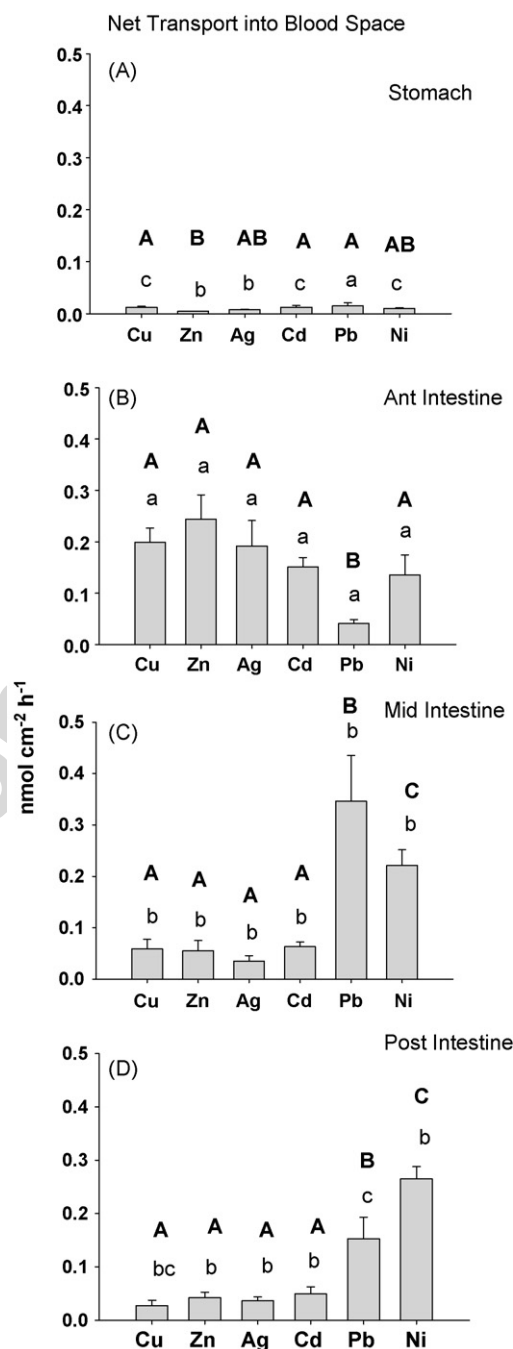 Net Transport into Blood Space
(A)
Stomach
0.5
0.4
0.3
0.2
0.1
0.0
A B AB A A AB
c b b c a c
Cu Zn Ag Cd Pb Ni
(B)
Ant Intestine
0.5
0.4
0.3
0.2
0.1
0.0
A A A A B A
a a a a a a
Cu Zn Ag Cd Pb Ni
(C)
Mid Intestine
0.5
0.4
0.3
0.2
0.1
0.0
A A A A B C
b b b b b b
Cu Zn Ag Cd Pb Ni
(D)
Post Intestine
0.5
0.4
0.3
0.2
0.1
0.0
A A A A B C
bc b b b c b
Cu Zn Ag Cd Pb Ni
nmol cm⁻² h⁻¹